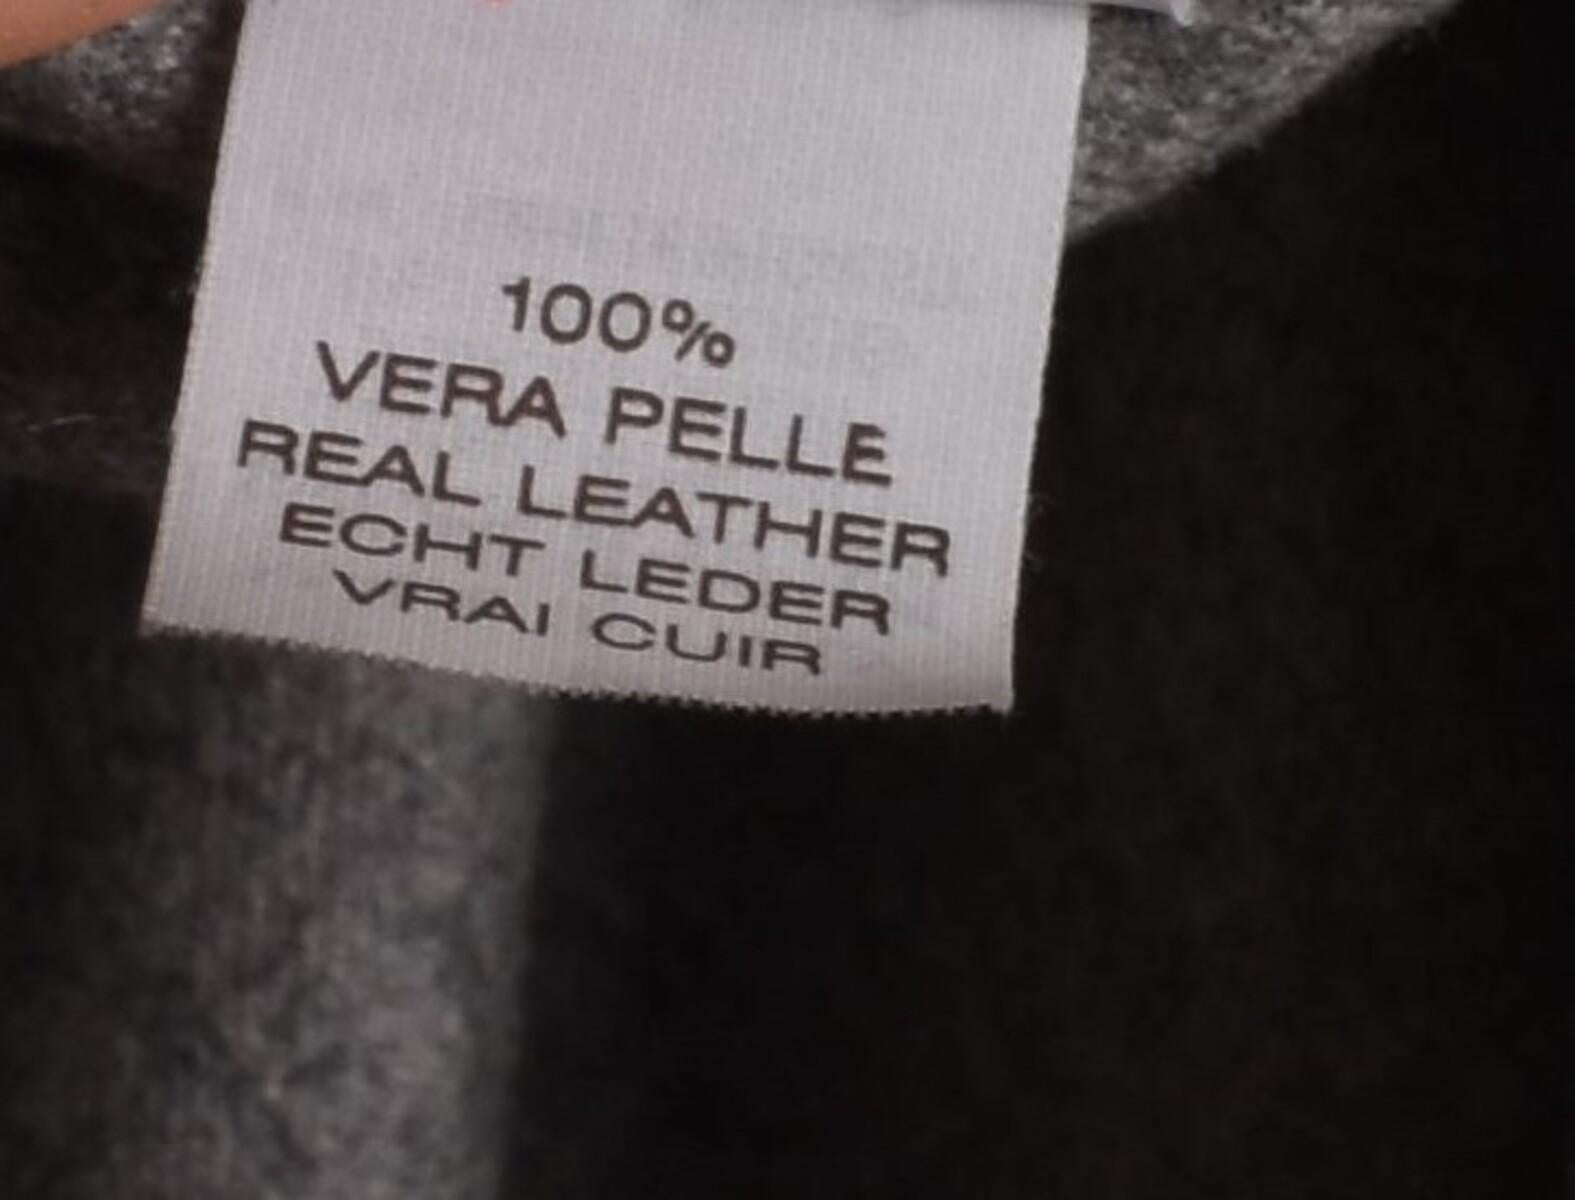 100%
VERA PELLE
REAL LEATHER
ECHT LEDER
VRAI CUIR